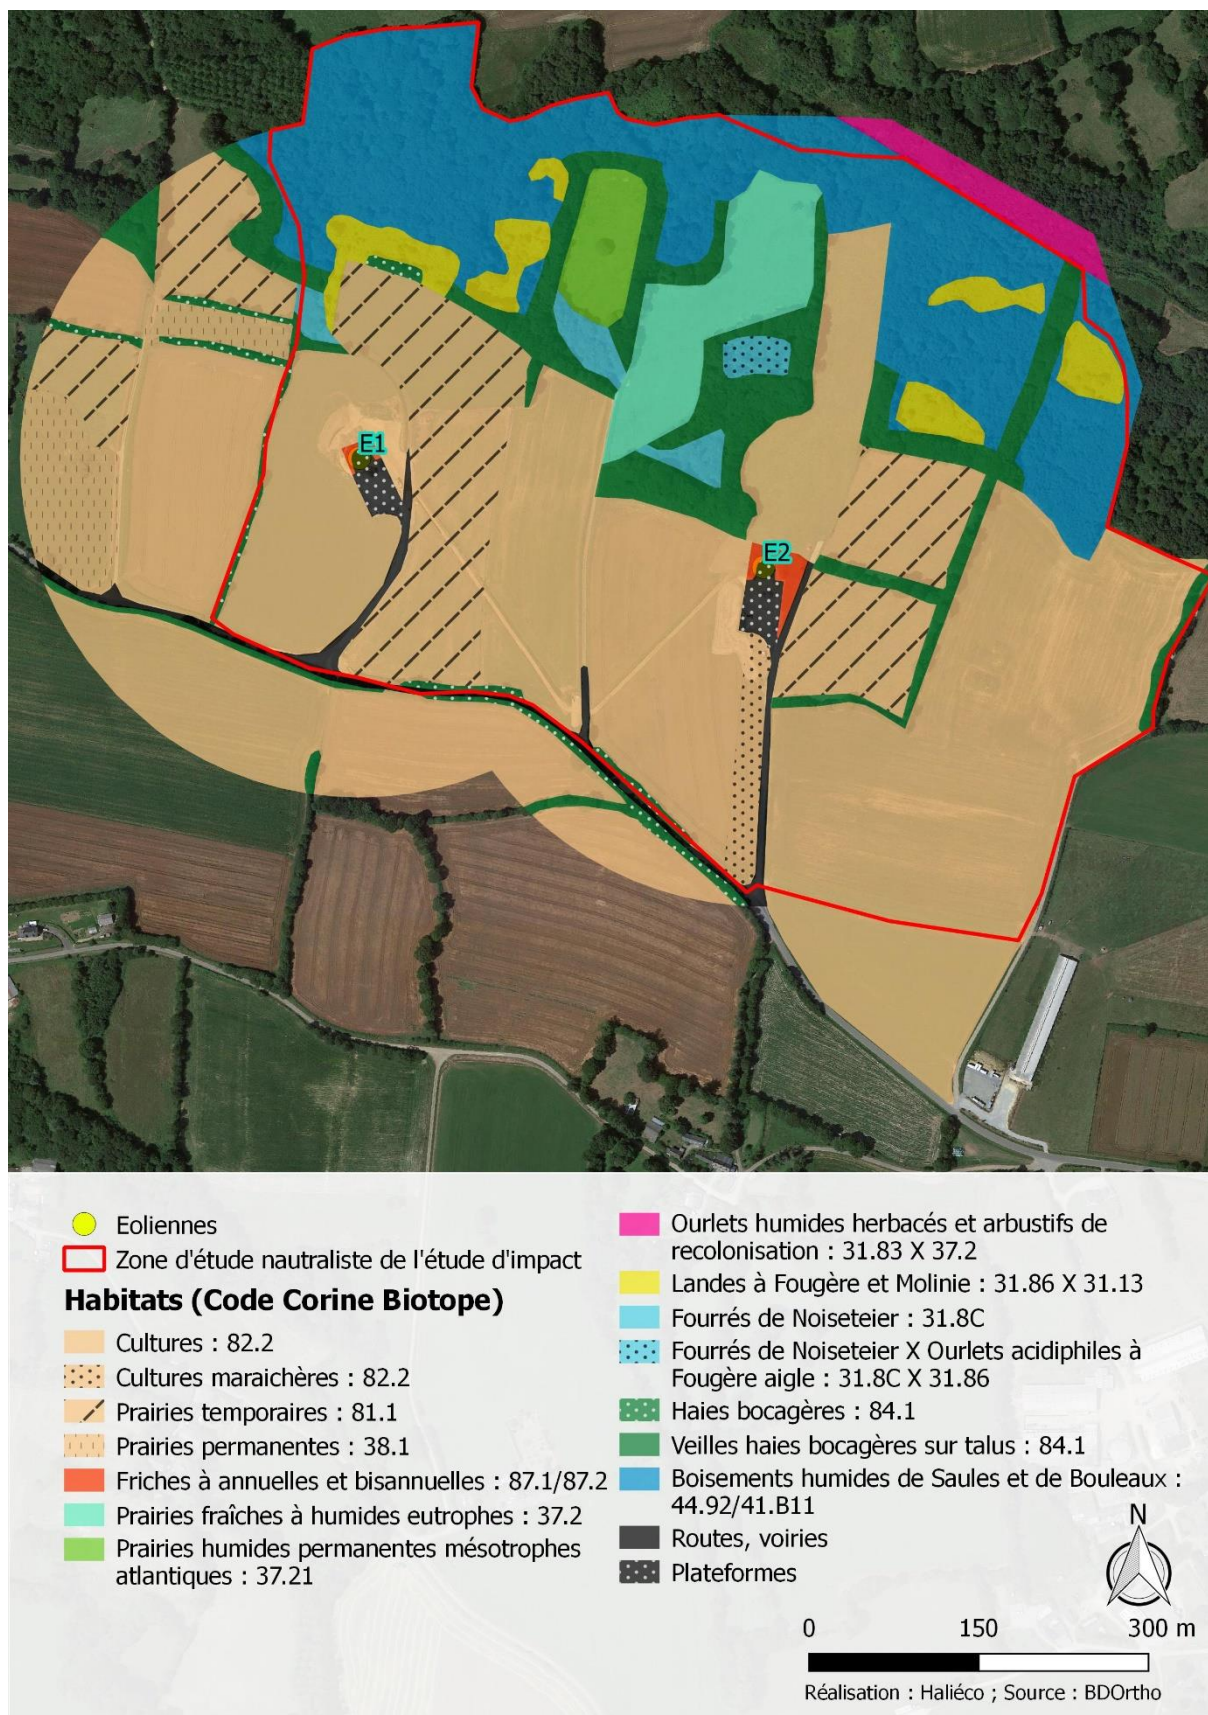 E1
E2
Eoliennes
Zone d'étude nautraliste de l'étude d'impact
Habitats (Code Corine Biotope)
Cultures : 82.2
Cultures maraichères : 82.2
Prairies temporaires : 81.1
Prairies permanentes : 38.1
Friches à annuelles et bisannuelles : 87.1/87.2
Prairies fraîches à humides eutrophes : 37.2
Prairies humides permanentes mésotrophes
atlantiques : 37.21
Ourlets humides herbacés et arbustifs de
recolonisation : 31.83 X 37.2
Landes à Fougère et Molinie : 31.86 X 31.13
Fourrés de Noiseteier : 31.8C
Fourrés de Noiseteier X Ourlets acidiphiles à
Fougère aigle : 31.8C X 31.86
Haies bocagères : 84.1
Veilles haies bocagères sur talus : 84.1
Boisements humides de Saules et de Bouleaux :
44.92/41.B11
Routes, voiries
Plateformes
N
0 150 300 m
Réalisation : Haliéco ; Source : BDOrtho